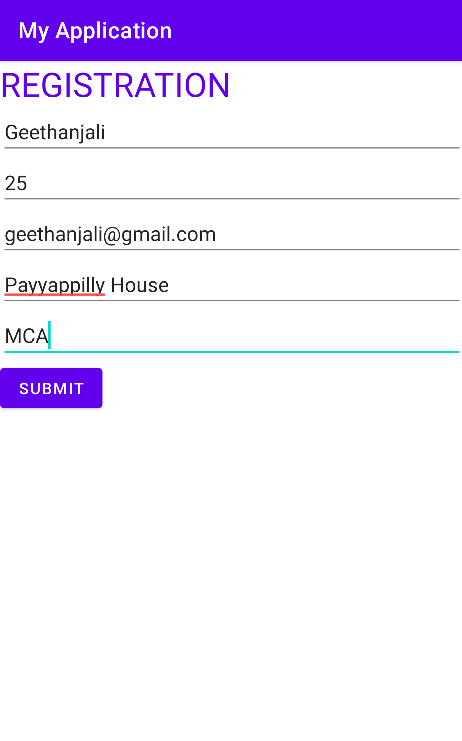 My Application
REGISTRATION
Geethanjali
25
geethanjali@gmail.com
Payyappilly House
MCA
SUBMIT